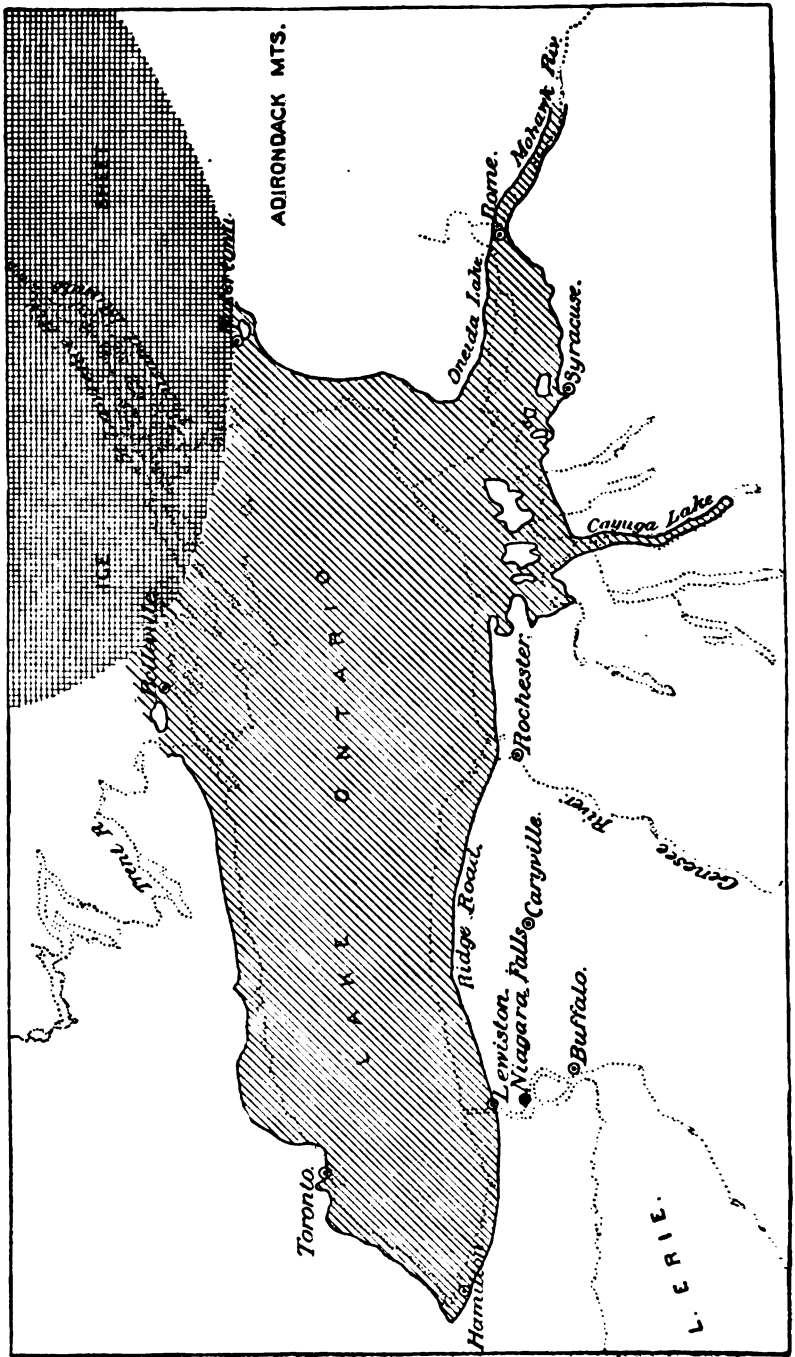 ICE
SHEET
ADIRONDACK MTS.
Belleville.
Trent R.
Oneida Lake.
Rome.
Mohawk Riv.
Syracuse.
Cayuga Lake
LAKE ONTARIO
Toronto.
Hamilton
Ridge Road.
Rochester.
Genesee River
Lewiston.
Niagara Falls
Caryville.
Buffalo.
L. ERIE.